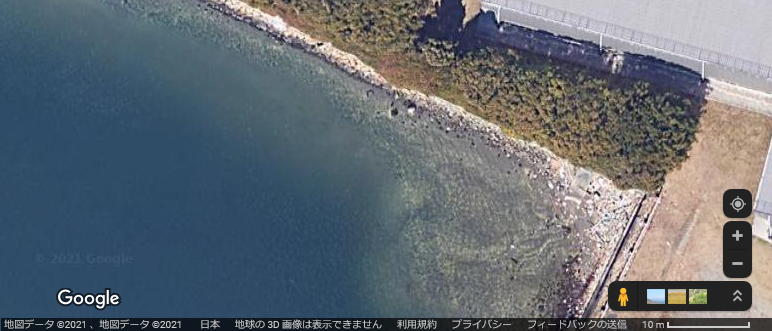 © 2021 Google
Google
地図データ ©2021 、地図データ ©2021 日本 地球の 3D 画像は表示できません 利用規約 プライバシー フィードバックの送信 10 m